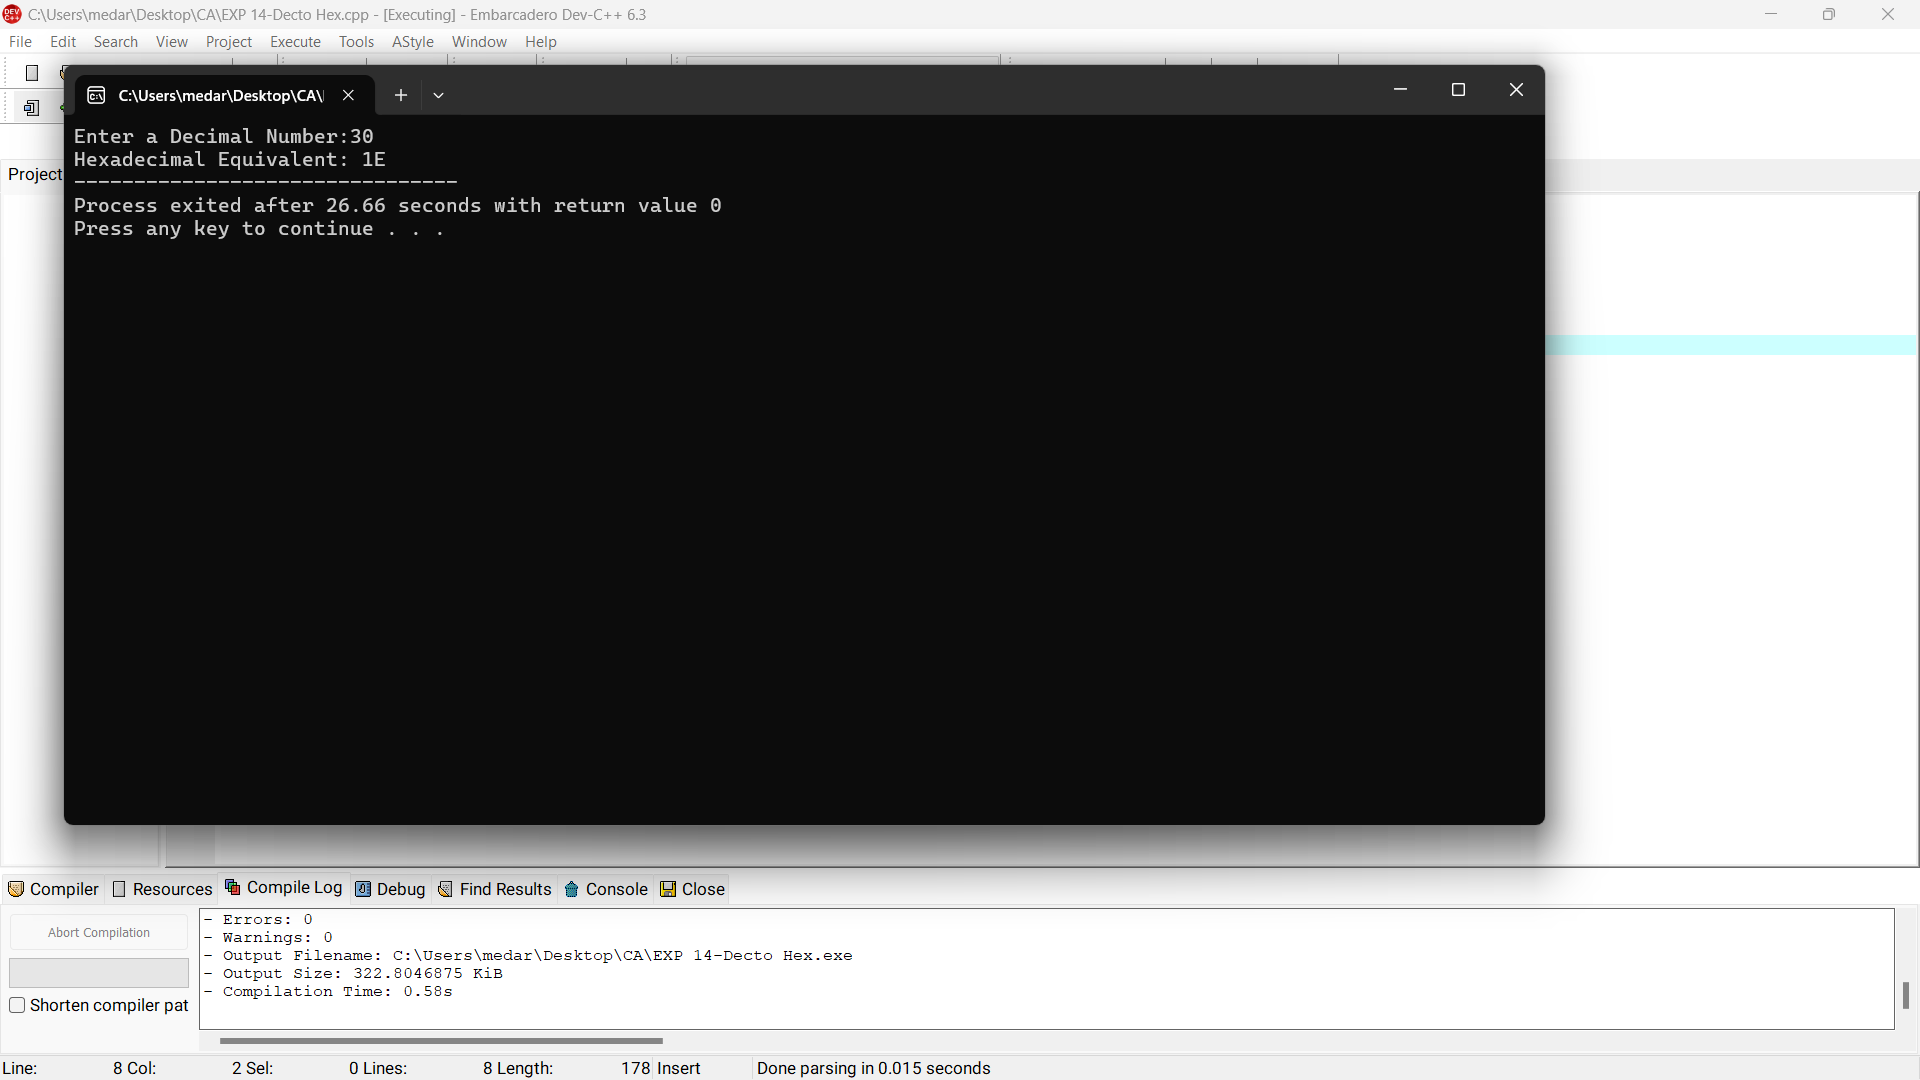 C:\Users\medar\Desktop\CA\EXP 14-Decto Hex.cpp - [Executing] - Embarcadero Dev-C++ 6.3
File Edit Search View Project Execute Tools AStyle Window Help
C:\Users\medar\Desktop\CA\
Enter a Decimal Number:30
Hexadecimal Equivalent: 1E
--------------------------------
Process exited after 26.66 seconds with return value 0
Press any key to continue . . .
Project
Compiler Resources Compile Log Debug Find Results Console Close
Abort Compilation
Shorten compiler pat
- Errors: 0
- Warnings: 0
- Output Filename: C:\Users\medar\Desktop\CA\EXP 14-Decto Hex.exe
- Output Size: 322.8046875 KiB
- Compilation Time: 0.58s
Line: 8 Col: 2 Sel: 0 Lines: 8 Length: 178 Insert Done parsing in 0.015 seconds